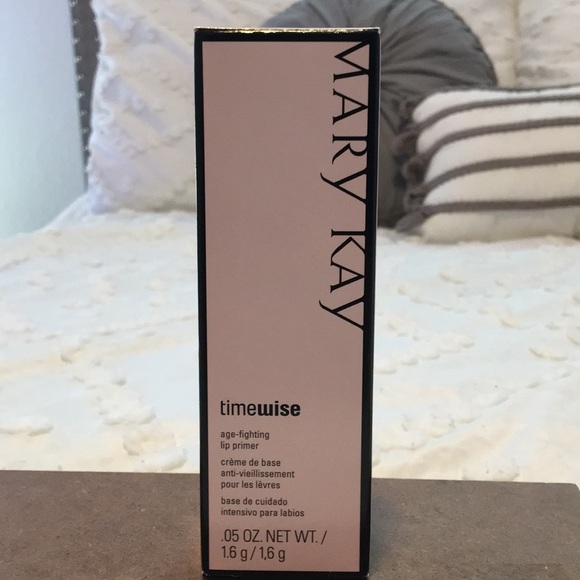 MARY KAY
timewise
age-fighting
lip primer
crème de base
anti-vieillissement
pour les lèvres
base de cuidado
intensivo para labios
.05 OZ. NET WT. /
1.6 g / 1,6 g